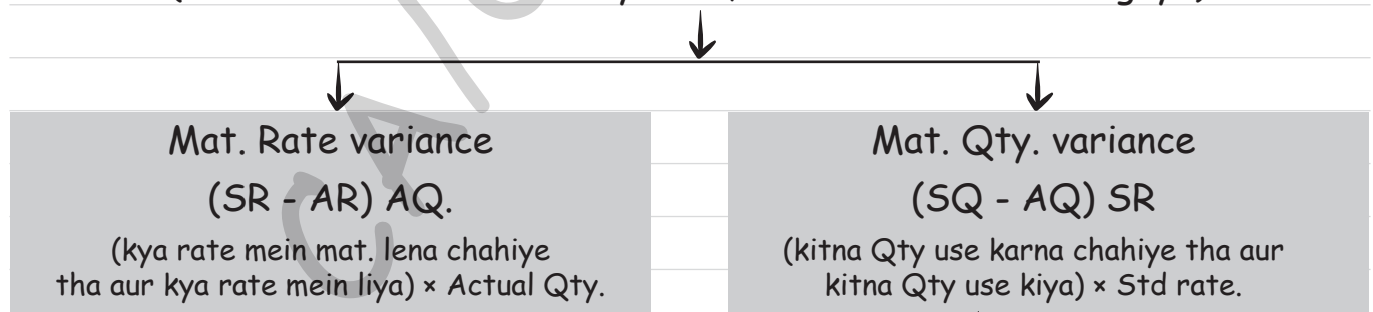 Mat. Rate variance
(SR - AR) AQ.
(kya rate mein mat. lena chahiye
tha aur kya rate mein liya) × Actual Qty.
Mat. Qty. variance
(SQ - AQ) SR
(kitna Qty use karna chahiye tha aur
kitna Qty use kiya) × Std rate.
CA/